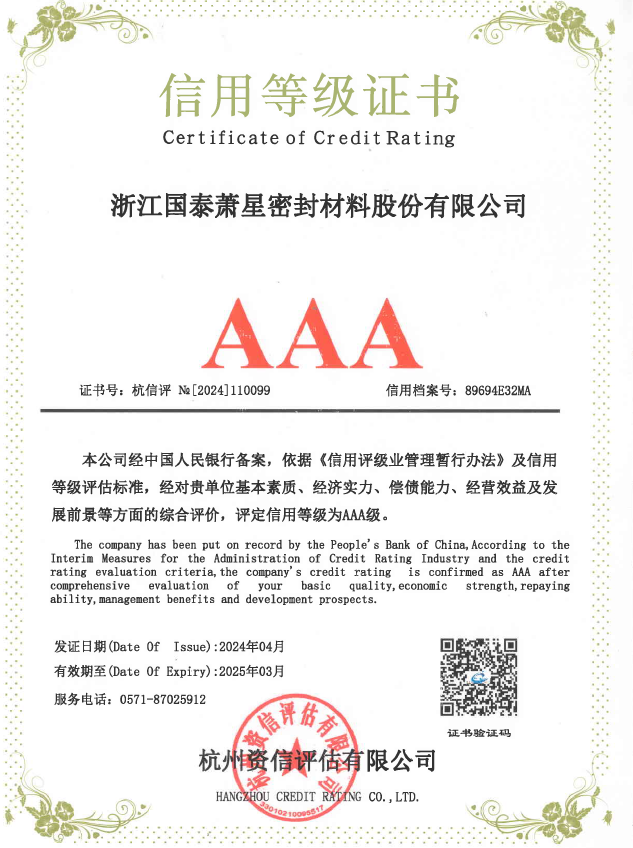 信用等级证书
Certificate of Credit Rating
浙江国泰萧星密封材料股份有限公司
AAA
证书号：杭信评 №[2024]110099
信用档案号：89694E32MA
本公司经中国人民银行备案，依据《信用评级业管理暂行办法》及信用
等级评估标准，经对贵单位基本素质、经济实力、偿债能力、经营效益及发
展前景等方面的综合评价，评定信用等级为AAA级。
The company has been put on record by the People's Bank of China,According to the
Interim Measures for the Administration of Credit Rating Industry and the credit
rating evaluation criteria,the company's credit rating is confirmed as AAA after
comprehensive evaluation of your basic quality,economic strength,repaying
ability,management benefits and development prospects.
发证日期(Date Of Issue):2024年04月
有效期至(Date Of Expiry):2025年03月
服务电话：0571-87025912
证书验证码
杭州资信评估有限公司
杭州资信评估有限公司
HANGZHOU CREDIT RATING CO.,LTD.
33010210095517